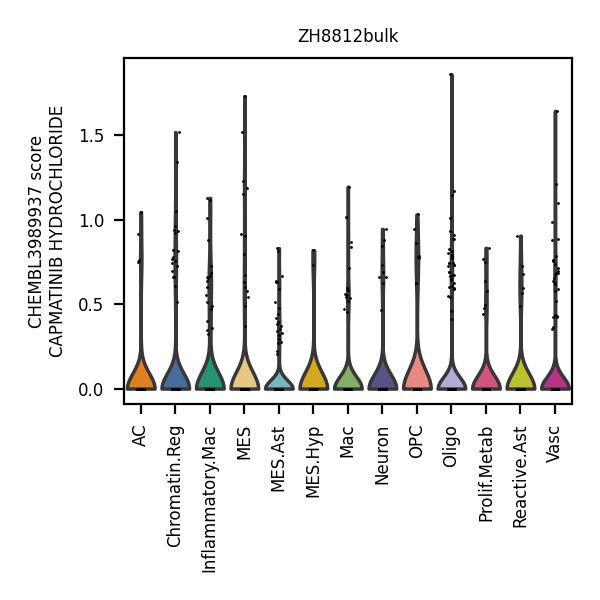 ZH8812bulk
CHEMBL3989937 score
CAPMATINIB HYDROCHLORIDE
1.5
1.0
0.5
0.0
AC
Chromatin.Reg
Inflammatory.Mac
MES
MES.Ast
MES.Hyp
Mac
Neuron
OPC
Oligo
Prolif.Metab
Reactive.Ast
Vasc